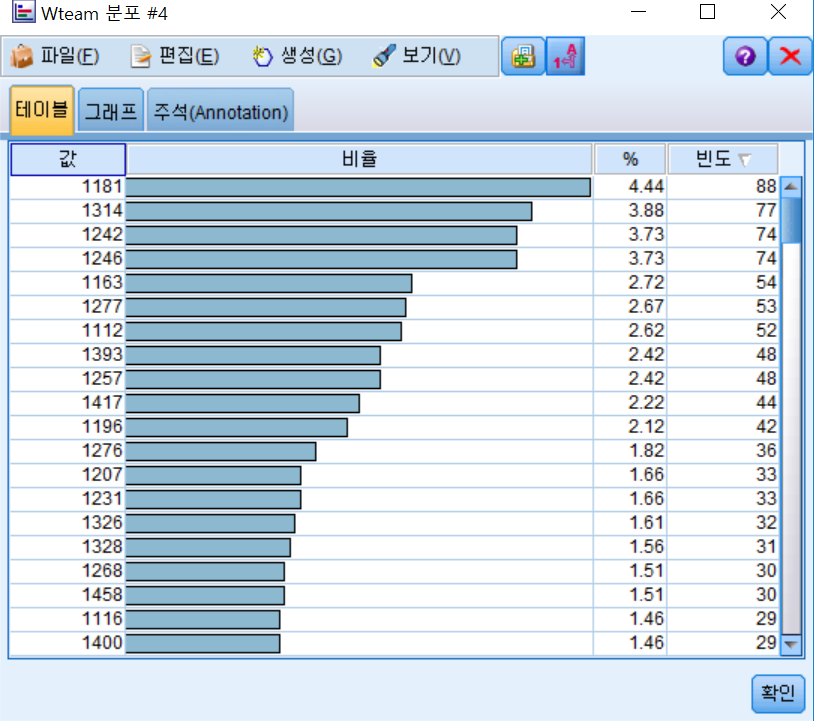 Wteam 분포 #4
파일(F) 편집(E) 생성(G) 보기(V)
테이블 그래프 주석(Annotation)
값 비율 % 빈도
1181 4.44 88
1314 3.88 77
1242 3.73 74
1246 3.73 74
1163 2.72 54
1277 2.67 53
1112 2.62 52
1393 2.42 48
1257 2.42 48
1417 2.22 44
1196 2.12 42
1276 1.82 36
1207 1.66 33
1231 1.66 33
1326 1.61 32
1328 1.56 31
1268 1.51 30
1458 1.51 30
1116 1.46 29
1400 1.46 29
확인